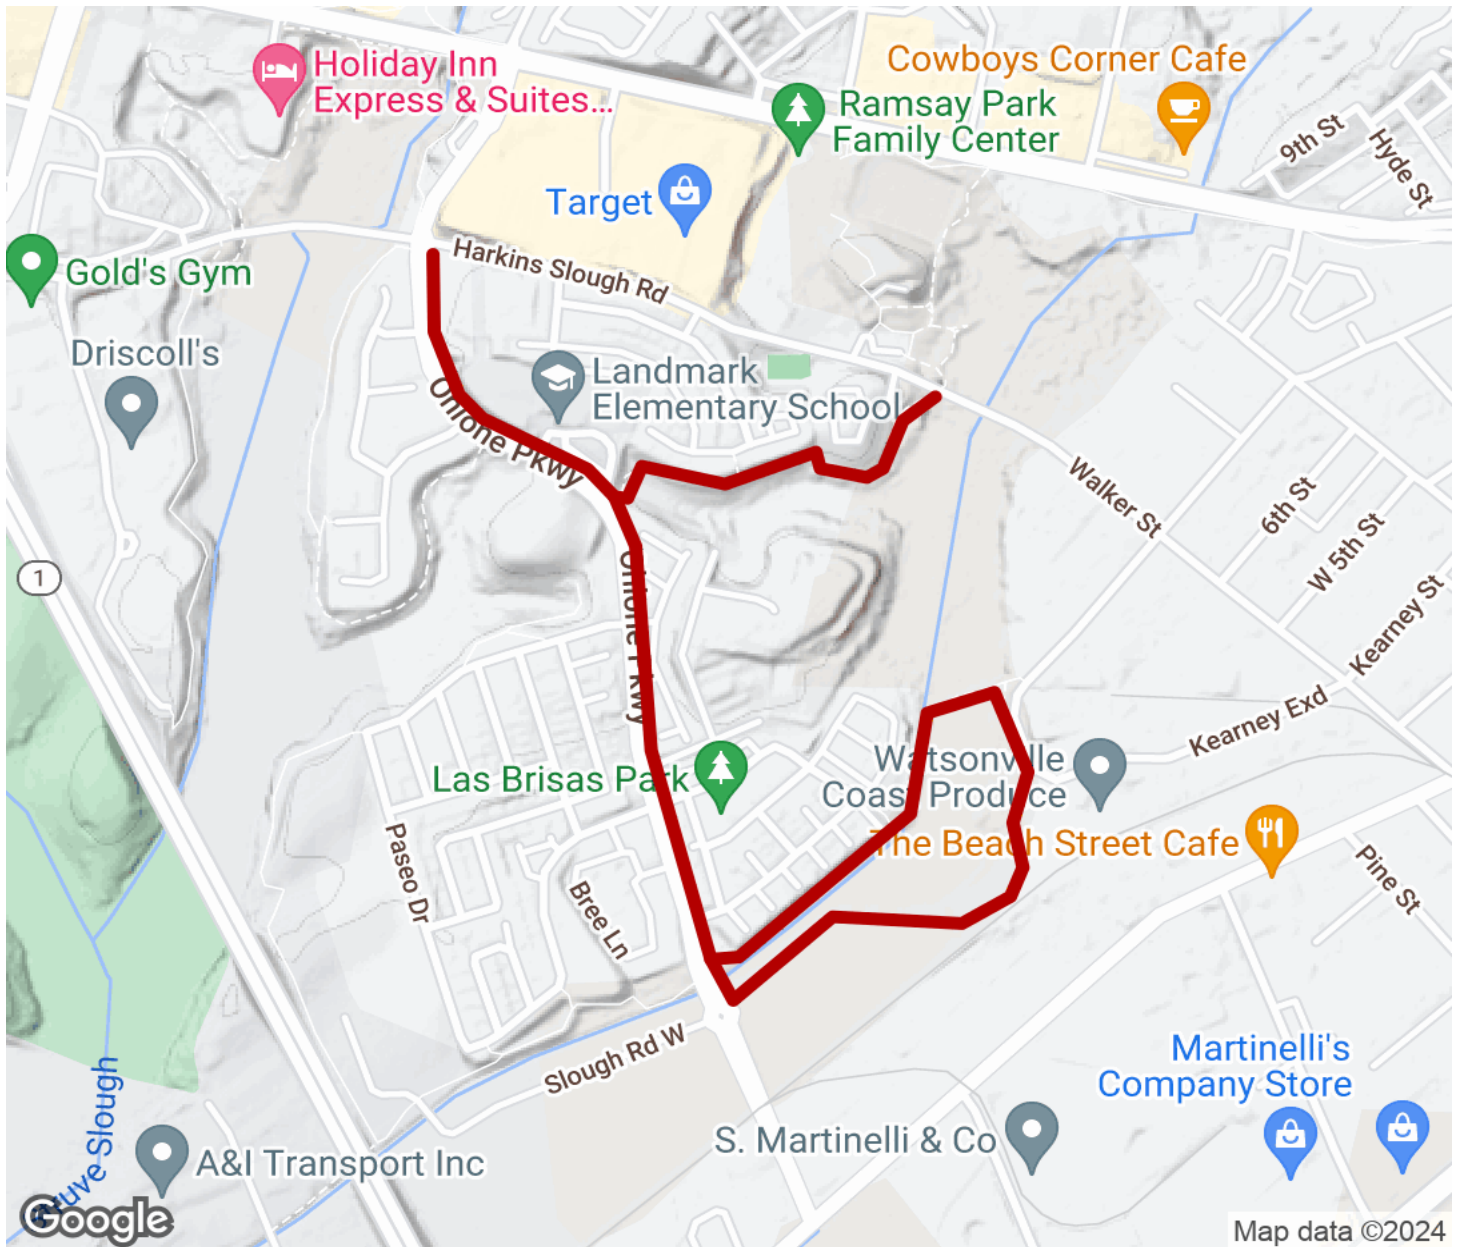 Holiday Inn
Express & Suites...
Cowboys Corner Cafe
Ramsay Park
Family Center
9th St
Hyde St
Target
Harkins Slough Rd
Gold's Gym
Driscoll's
Landmark
Elementary School
Ohlone Pkwy
Walker St
6th St
W 5th St
1
Kearney St
Ohlone Pkwy
Kearney Exd
Las Brisas Park
Watsonville
Coast Produce
The Beach Street Cafe
Paseo Dr
Bree Ln
Pine St
Slough Rd W
Martinelli's
Company Store
S. Martinelli & Co
A&I Transport Inc
Struve Slough
Google
Map data ©2024